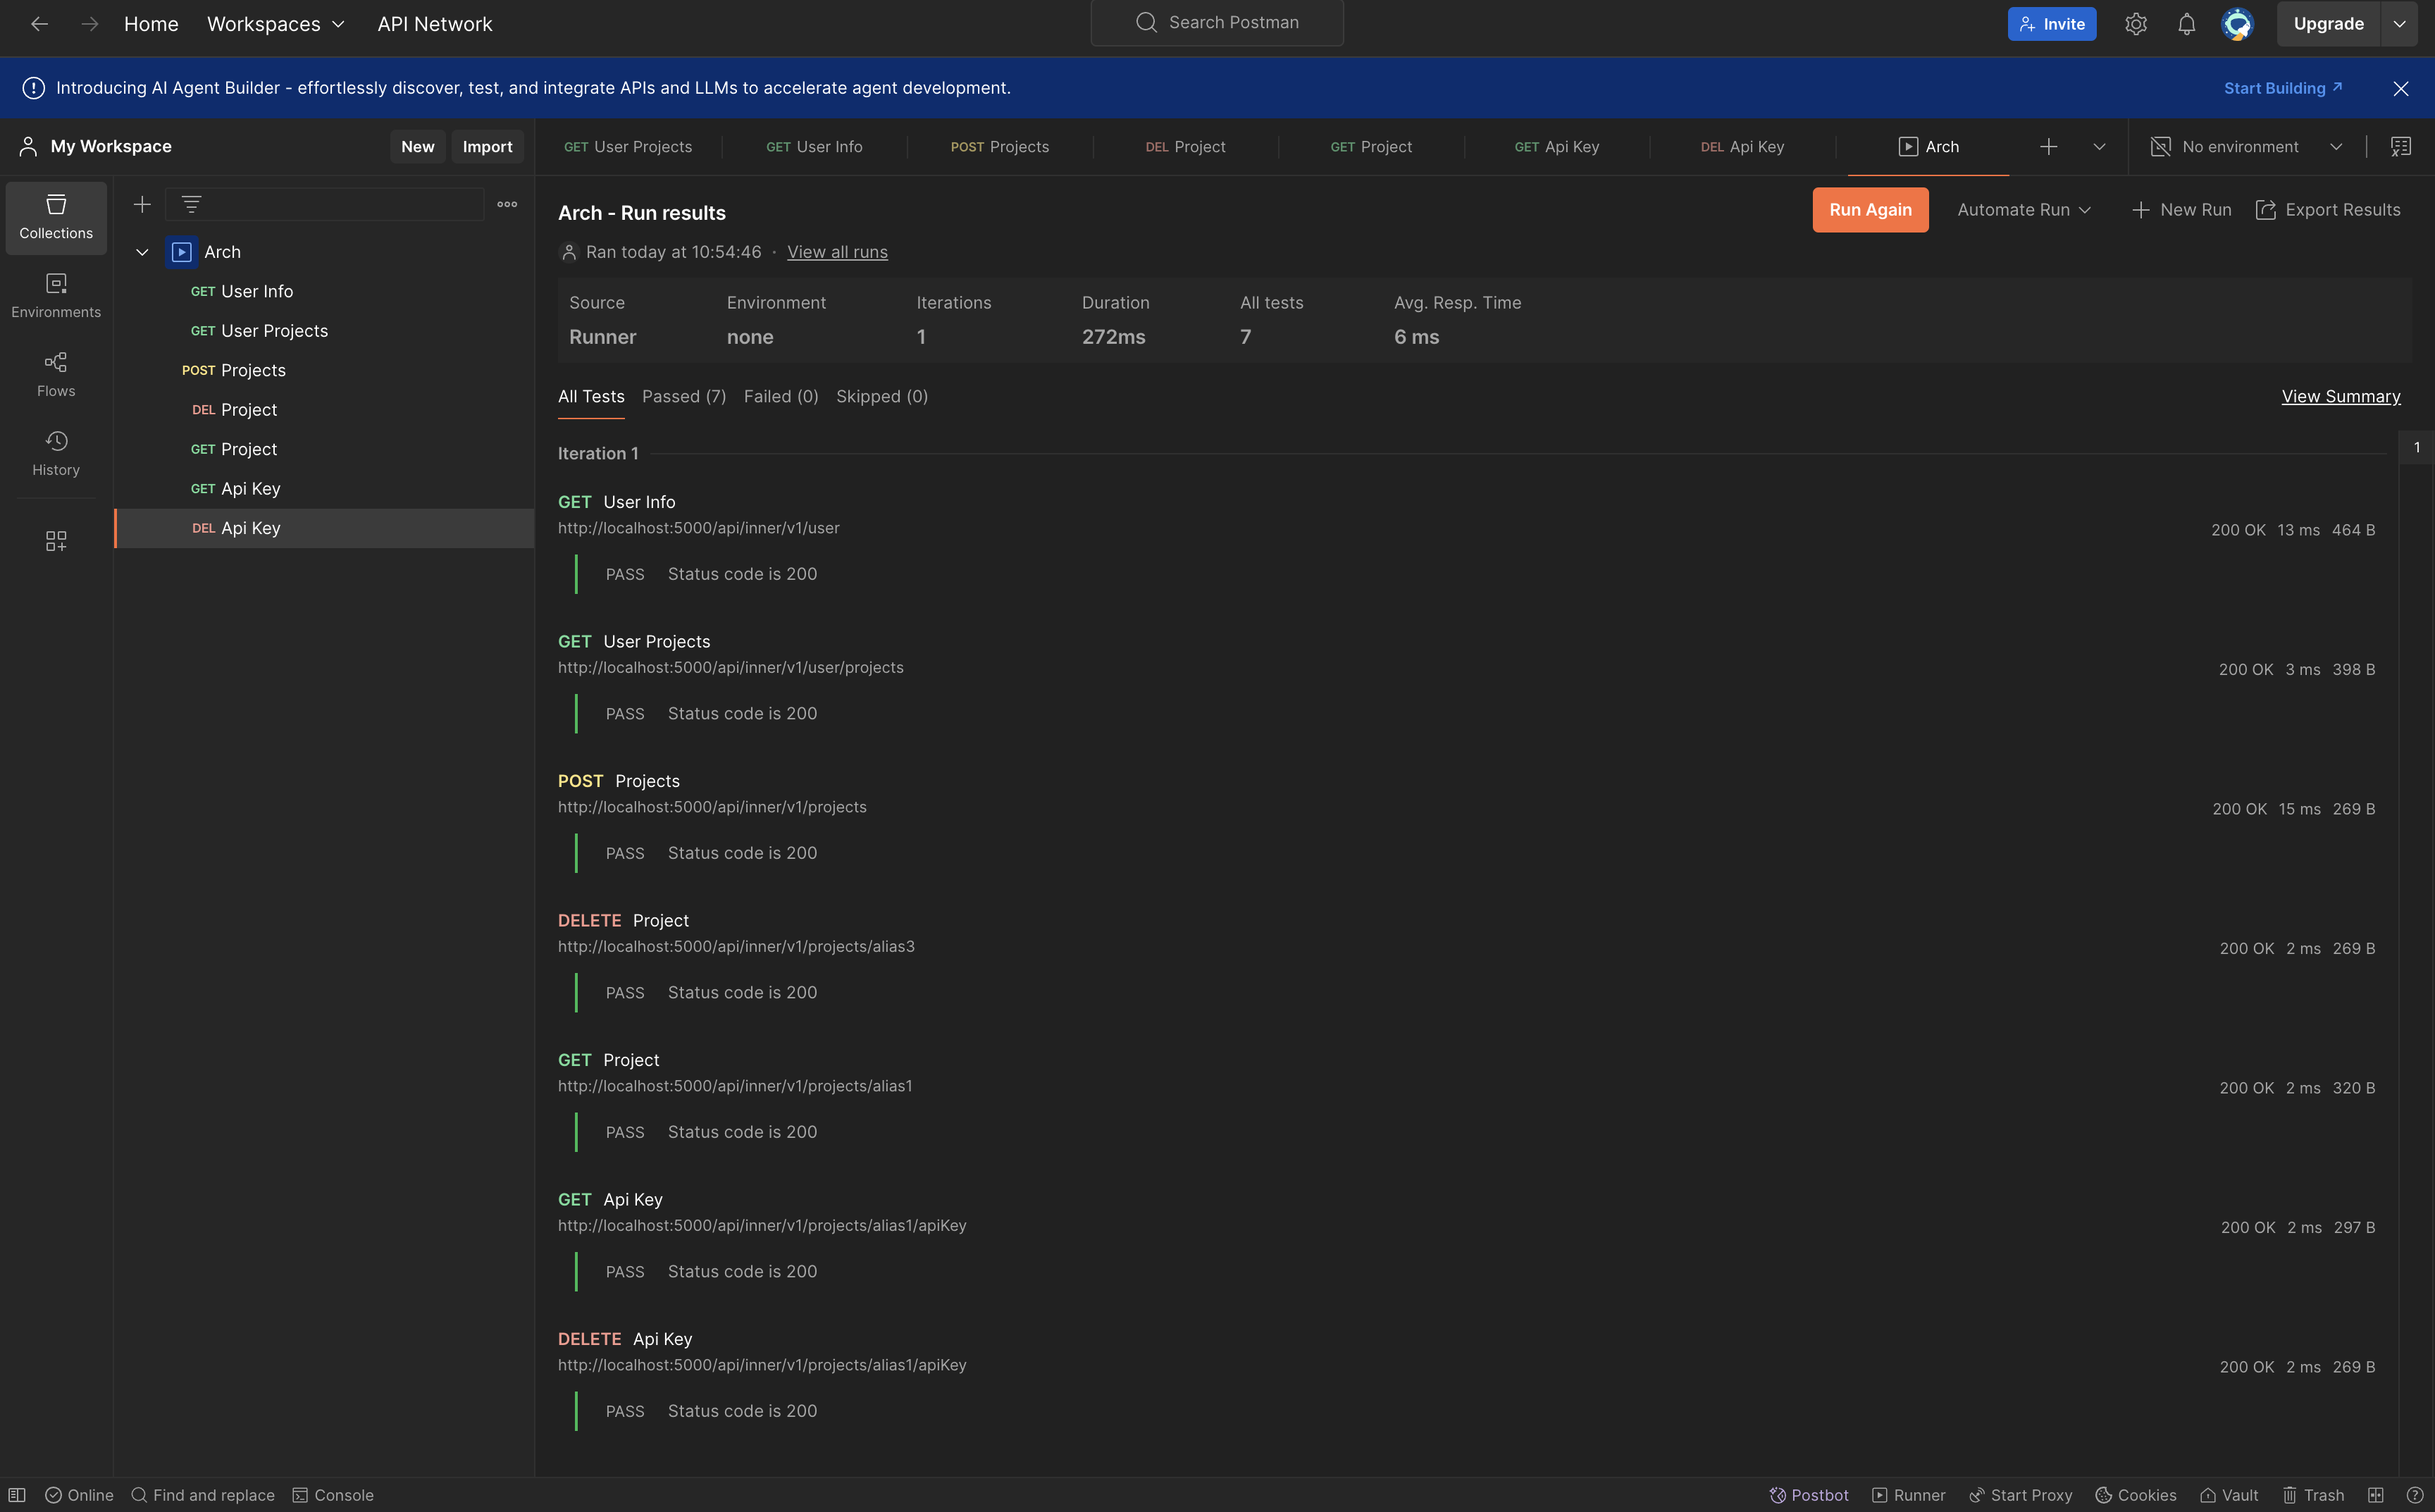 Home Workspaces API Network Search Postman Invite Upgrade
Introducing AI Agent Builder - effortlessly discover, test, and integrate APIs and LLMs to accelerate agent development. Start Building
My Workspace New Import
GET User Projects GET User Info POST Projects DEL Project GET Project GET Api Key DEL Api Key Arch No environment
Collections
Environments
Flows
History
Arch
GET User Info
GET User Projects
POST Projects
DEL Project
GET Project
GET Api Key
DEL Api Key
Arch - Run results
Run Again Automate Run New Run Export Results
Ran today at 10:54:46 · View all runs
Source Environment Iterations Duration All tests Avg. Resp. Time
Runner none 1 272ms 7 6 ms
All Tests Passed (7) Failed (0) Skipped (0) View Summary
Iteration 1
1
GET User Info
http://localhost:5000/api/inner/v1/user
200 OK 13 ms 464 B
PASS Status code is 200
GET User Projects
http://localhost:5000/api/inner/v1/user/projects
200 OK 3 ms 398 B
PASS Status code is 200
POST Projects
http://localhost:5000/api/inner/v1/projects
200 OK 15 ms 269 B
PASS Status code is 200
DELETE Project
http://localhost:5000/api/inner/v1/projects/alias3
200 OK 2 ms 269 B
PASS Status code is 200
GET Project
http://localhost:5000/api/inner/v1/projects/alias1
200 OK 2 ms 320 B
PASS Status code is 200
GET Api Key
http://localhost:5000/api/inner/v1/projects/alias1/apiKey
200 OK 2 ms 297 B
PASS Status code is 200
DELETE Api Key
http://localhost:5000/api/inner/v1/projects/alias1/apiKey
200 OK 2 ms 269 B
PASS Status code is 200
Online Find and replace Console Postbot Runner Start Proxy Cookies Vault Trash